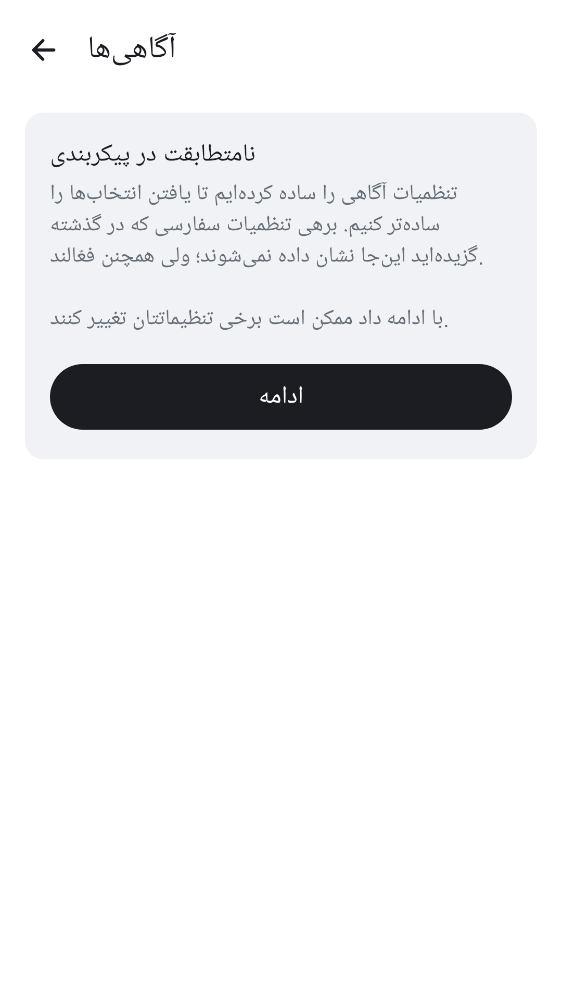 آگاهی‌ها
نامتطابقت در پیکربندی
تنظمیات آگاهی را ساده کرده‌ایم تا یافتن انتخاب‌ها را
ساده‌تر کنیم. برهی تنظمیات سفارسی که در گذشته
گزیده‌اید این‌جا نشان داده نمی‌شوند؛ ولی همچنن فغالند.
با ادامه داد ممکن است برخی تنظیماتتان تغییر کنند.
ادامه